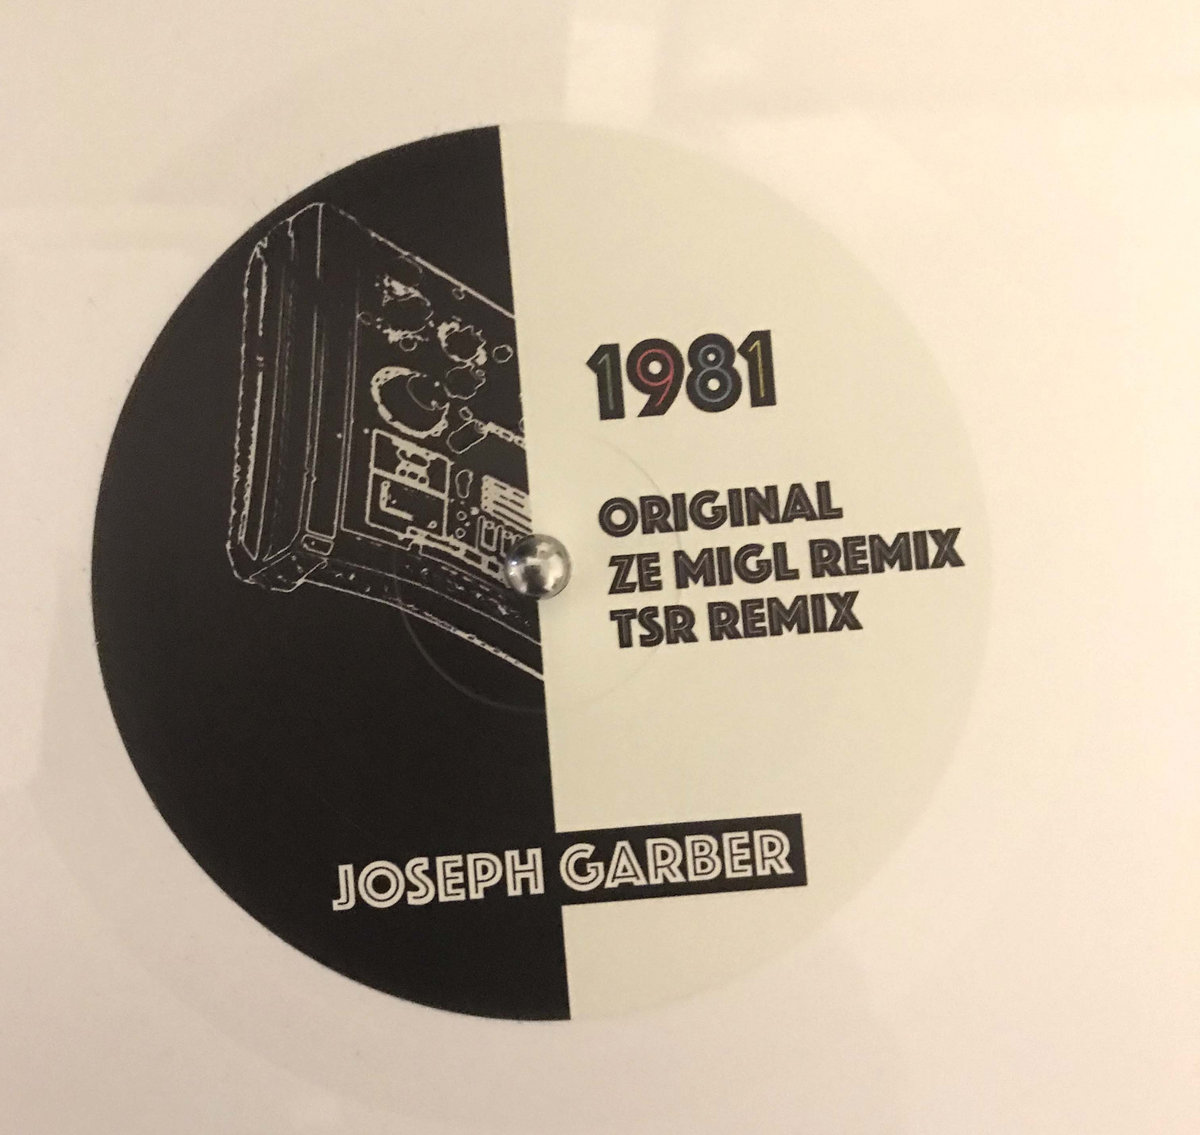 1981
ORIGINAL
ZE MIGL REMIX
TSR REMIX
JOSEPH GARBER